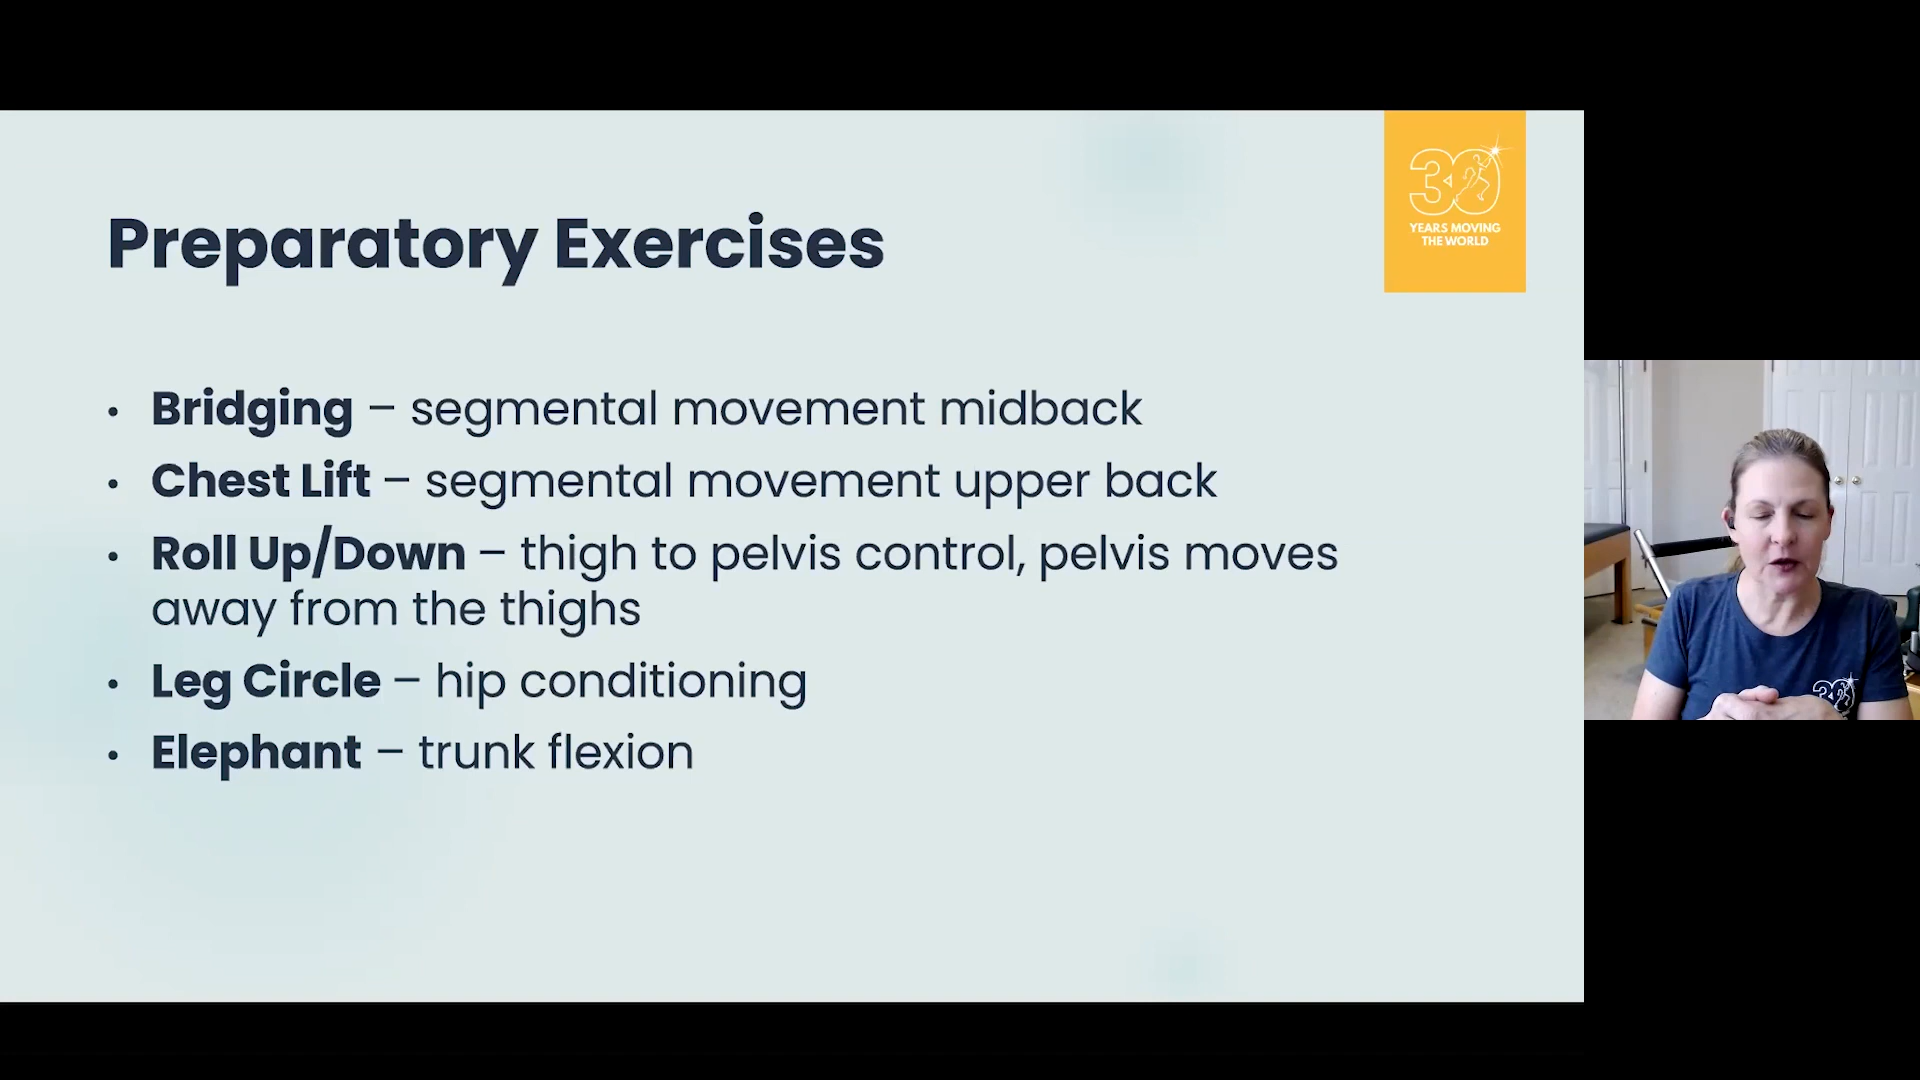 30
YEARS MOVING
THE WORLD
Preparatory Exercises
• Bridging – segmental movement midback
• Chest Lift – segmental movement upper back
• Roll Up/Down – thigh to pelvis control, pelvis moves
away from the thighs
• Leg Circle – hip conditioning
• Elephant – trunk flexion
30